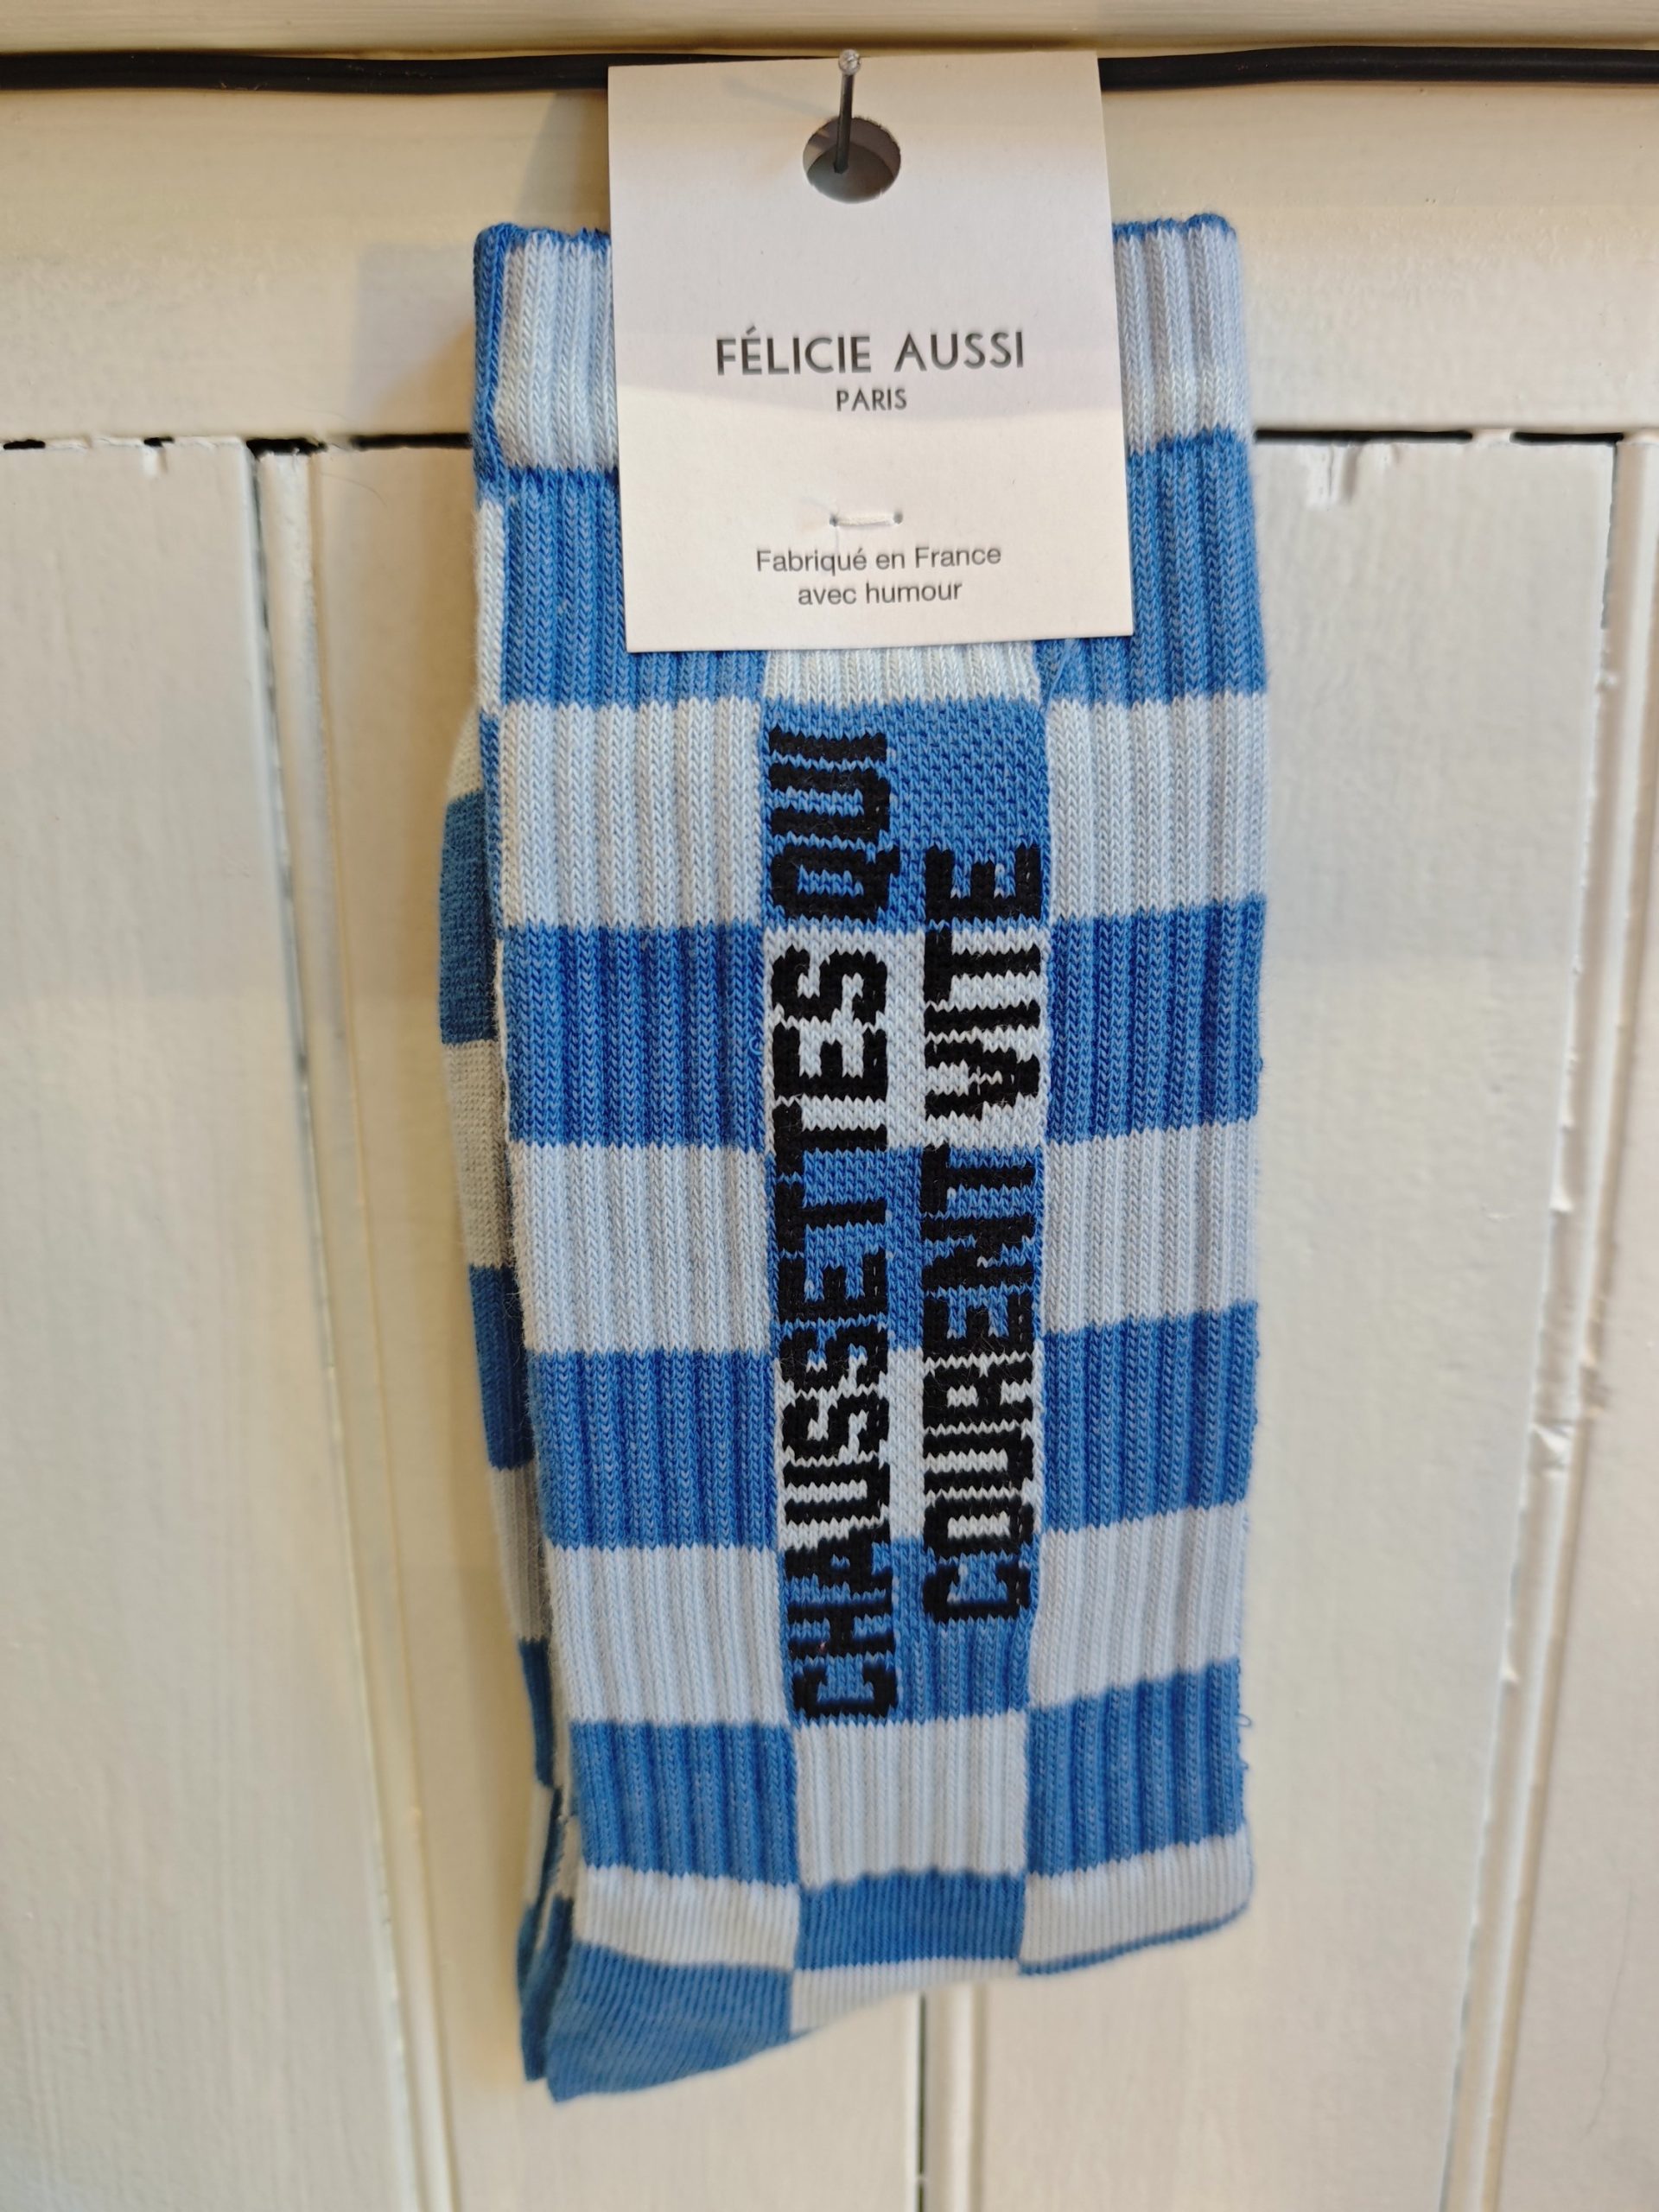 FÉLICIE AUSSI
PARIS
Fabriqué en France
avec humour
CHAUSSETTES QUI
COURENT VITE